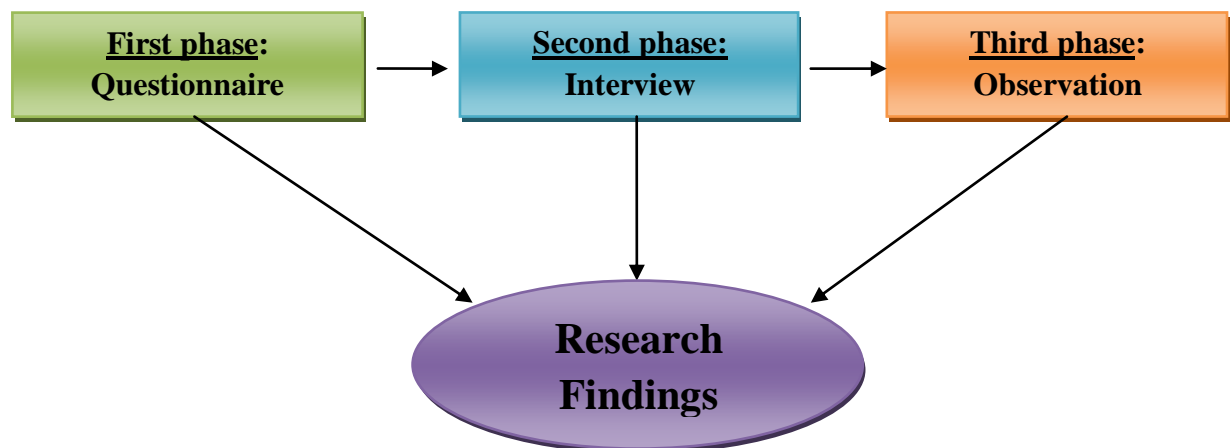 First phase:
Questionnaire
Second phase:
Interview
Third phase:
Observation
Research
Findings